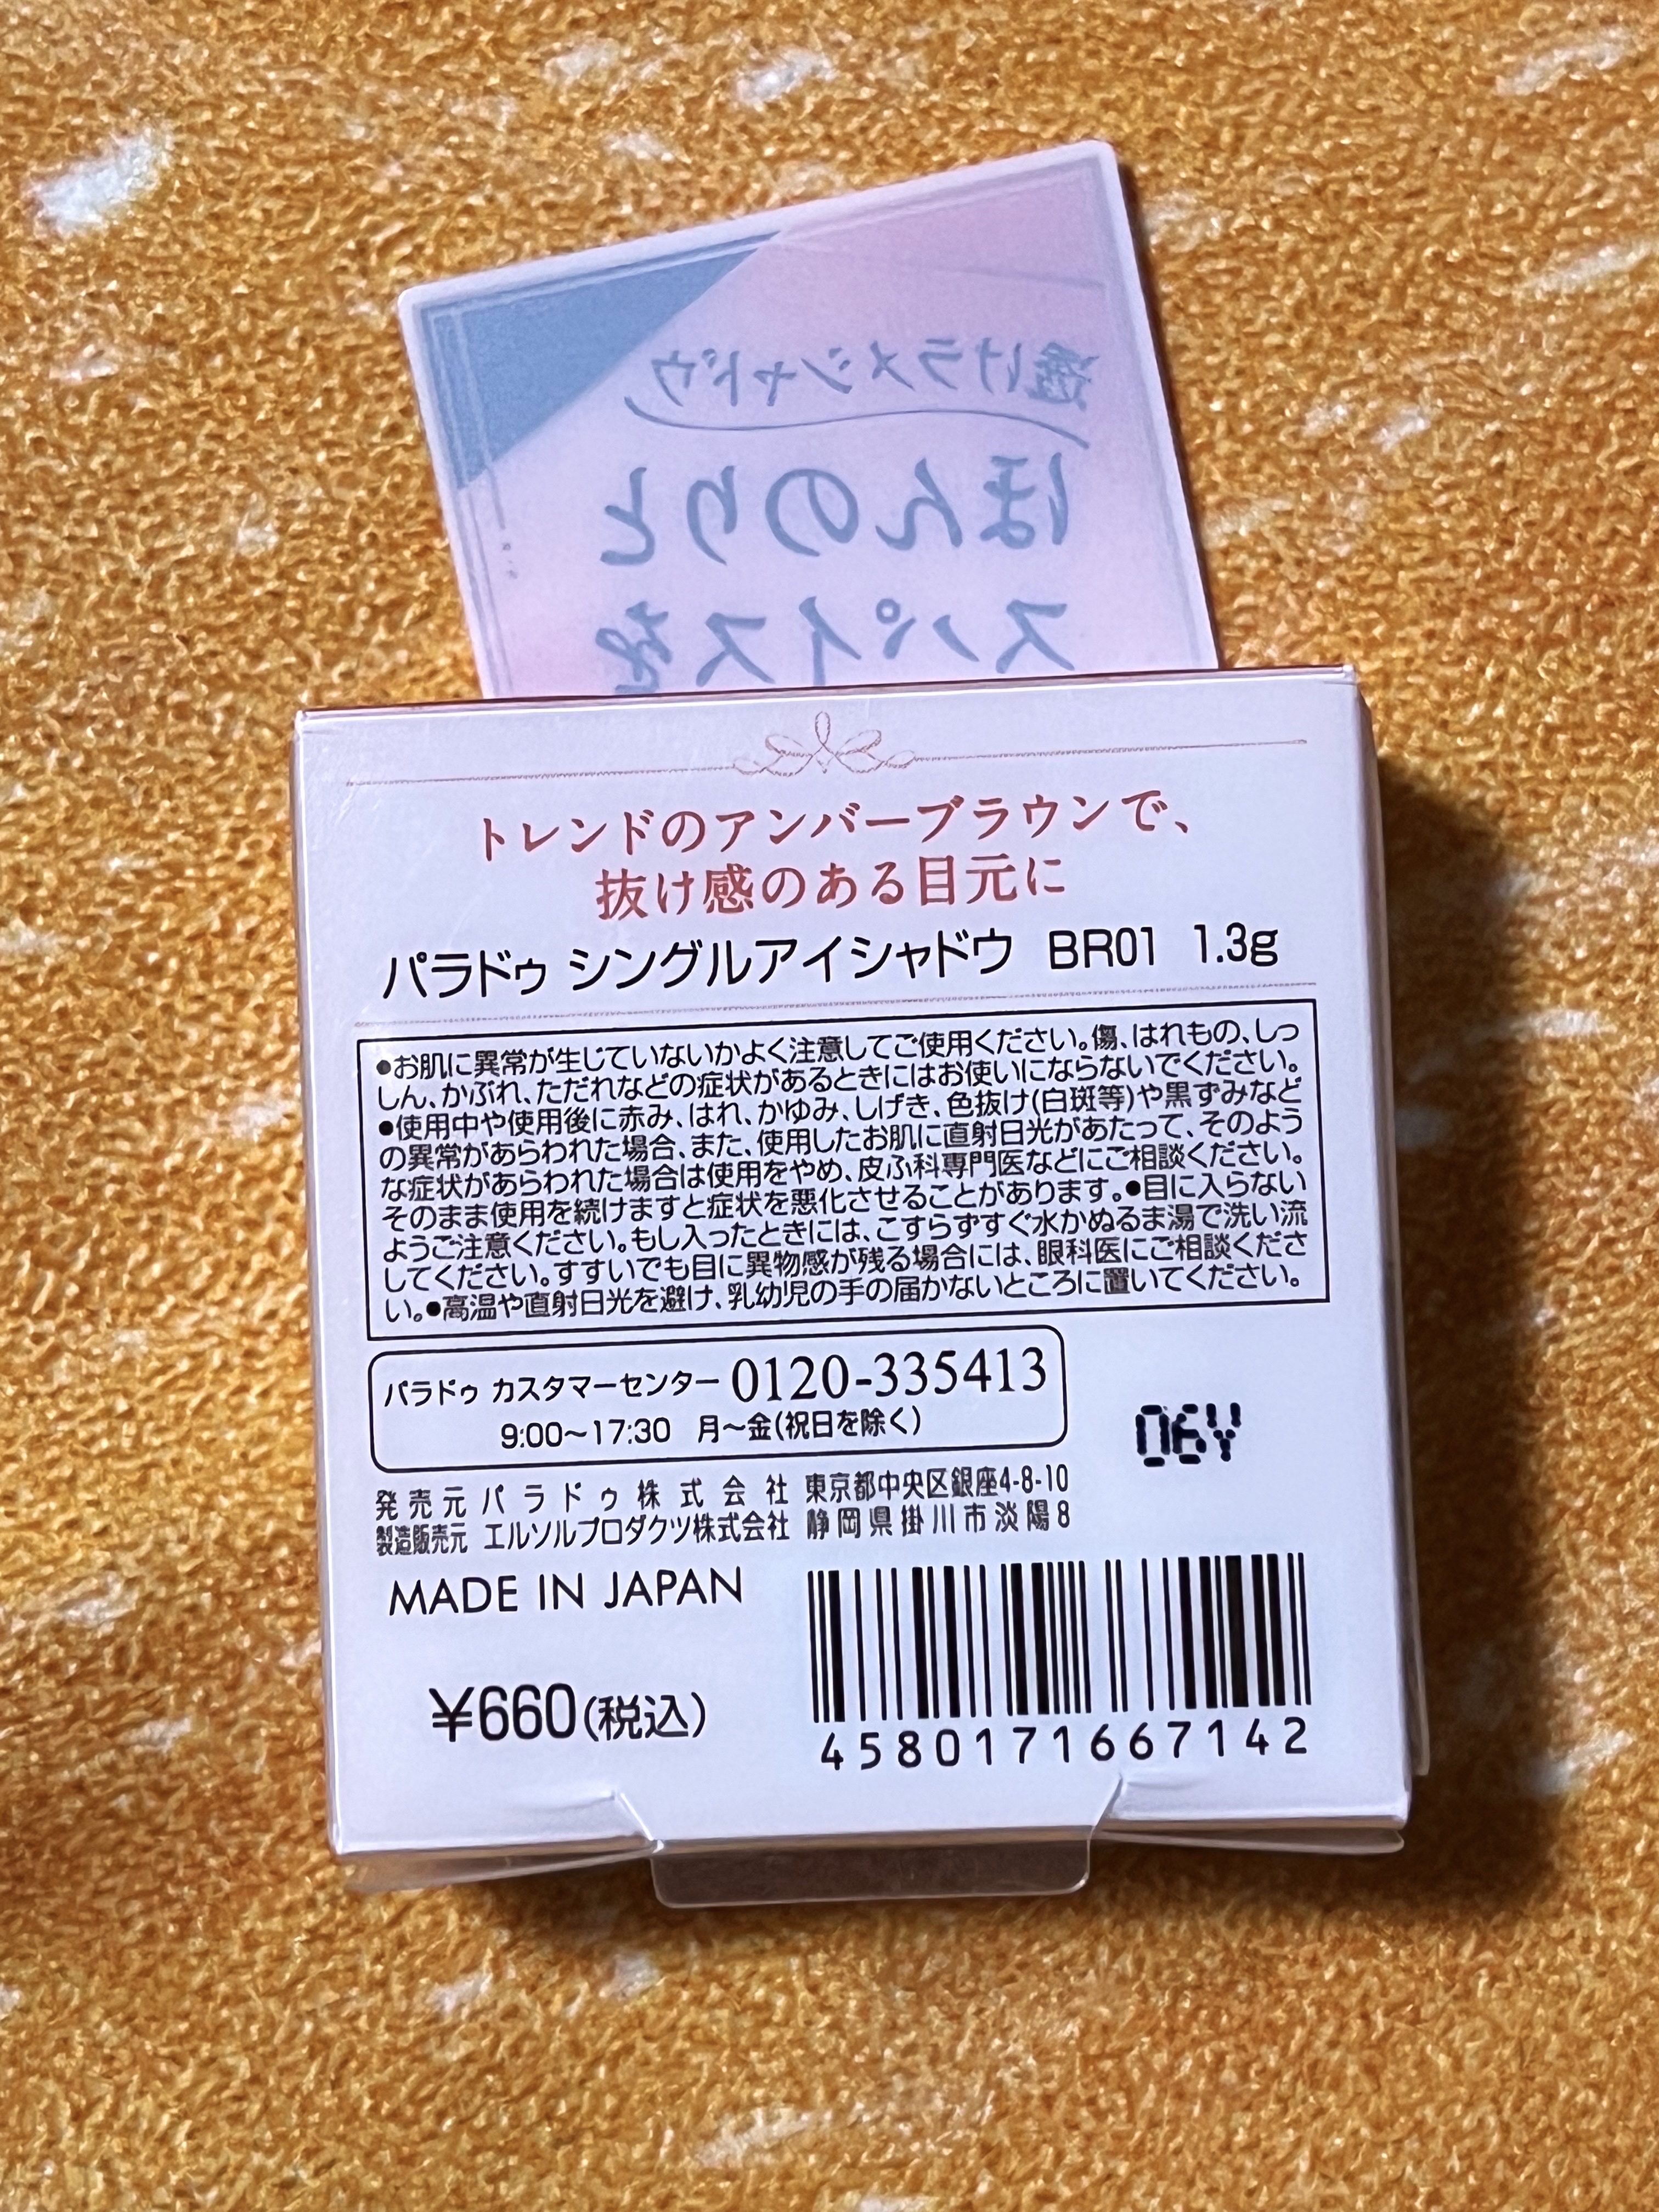 透けラメシャドウ
ほんのりと
スパイスを
トレンドのアンバーブラウンで、
抜け感のある目元に
パラドゥ シングルアイシャドウ BR01 1.3g
●お肌に異常が生じていないかよく注意してご使用ください。傷、はれもの、しっ
しん、かぶれ、ただれなどの症状があるときにはお使いにならないでください。
●使用中や使用後に赤み、はれ、かゆみ、しげき、色抜け(白斑等)や黒ずみなど
の異常があらわれた場合、また、使用したお肌に直射日光があたって、そのよう
な症状があらわれた場合は使用をやめ、皮ふ科専門医などにご相談ください。
そのまま使用を続けますと症状を悪化させることがあります。●目に入らない
ようご注意ください。もし入ったときには、こすらずすぐ水かぬるま湯で洗い流
してください。すすいでも目に異物感が残る場合には、眼科医にご相談くださ
い。●高温や直射日光を避け、乳幼児の手の届かないところに置いてください。
パラドゥ カスタマーセンター 0120-335413
9:00〜17:30 月〜金(祝日を除く)
06Y
発売元 パラドゥ株式会社 東京都中央区銀座4-8-10
製造販売元 エルソルプロダクツ株式会社 静岡県掛川市淡陽8
MADE IN JAPAN
¥660(税込)
4580171667142